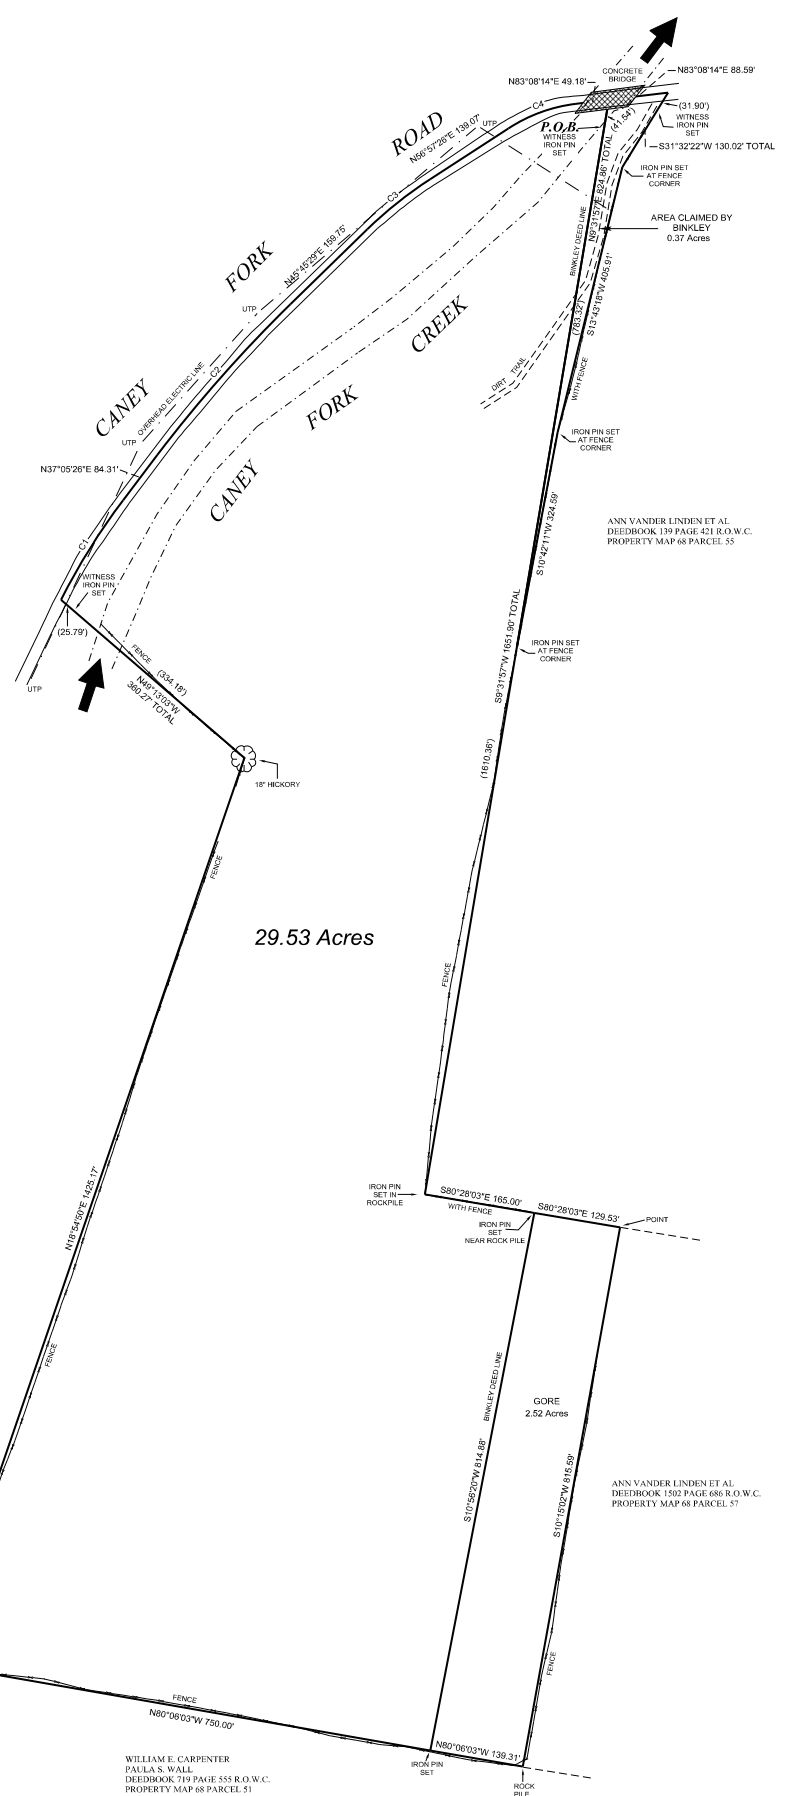 CONCRETE
BRIDGE
N83°08'14"E 49.18'
N83°08'14"E 88.59'
C4
(31.90')
WITNESS
IRON PIN
SET
P.O.B.
WITNESS
IRON PIN
SET
(41.54')
S31°32'22"W 130.02' TOTAL
UTP
N56°57'26"E 139.07'
ROAD
IRON PIN SET
AT FENCE
CORNER
C3
N9°31'57"E 824.86' TOTAL
BINKLEY DEED LINE
AREA CLAIMED BY
BINKLEY
0.37 Acres
N45°45'29"E 159.75'
FORK
UTP
S13°43'18"W 405.91'
(783.32')
CREEK
C2
OVERHEAD ELECTRIC LINE
DIRT TRAIL
WITH FENCE
CANEY
FORK
UTP
IRON PIN SET
AT FENCE
CORNER
N37°05'26"E 84.31'
CANEY
S10°42'11"W 324.59'
ANN VANDER LINDEN ET AL
DEEDBOOK 139 PAGE 421 R.O.W.C.
PROPERTY MAP 68 PARCEL 55
C1
WITNESS
IRON PIN
SET
(25.79')
FENCE
(334.18')
N49°13'03"W
360.27' TOTAL
UTP
S9°31'57"W 1651.90' TOTAL
IRON PIN SET
AT FENCE
CORNER
(1610.36')
18" HICKORY
FENCE
29.53 Acres
FENCE
N18°54'50"E 1425.17'
IRON PIN
SET IN
ROCKPILE
S80°28'03"E 165.00'
WITH FENCE
S80°28'03"E 129.53'
POINT
IRON PIN
SET
NEAR ROCK PILE
FENCE
BINKLEY DEED LINE
GORE
2.52 Acres
S10°56'20"W 814.88'
S10°15'02"W 815.59'
ANN VANDER LINDEN ET AL
DEEDBOOK 1502 PAGE 686 R.O.W.C.
PROPERTY MAP 68 PARCEL 57
FENCE
FENCE
N80°06'03"W 750.00'
N80°06'03"W 139.31'
WILLIAM E. CARPENTER
PAULA S. WALL
DEEDBOOK 719 PAGE 555 R.O.W.C.
PROPERTY MAP 68 PARCEL 51
IRON PIN
SET
ROCK
PILE